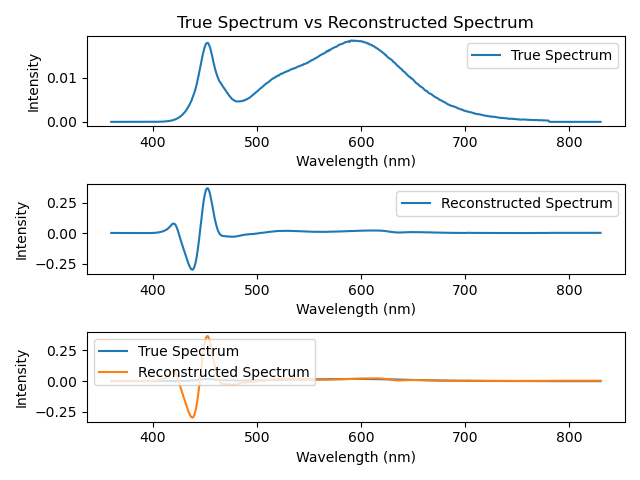 True Spectrum vs Reconstructed Spectrum
True Spectrum
Intensity
0.01
0.00
400 500 600 700 800
Wavelength (nm)
Reconstructed Spectrum
Intensity
0.25
0.00
−0.25
400 500 600 700 800
Wavelength (nm)
True Spectrum
Reconstructed Spectrum
Intensity
0.25
0.00
−0.25
400 500 600 700 800
Wavelength (nm)